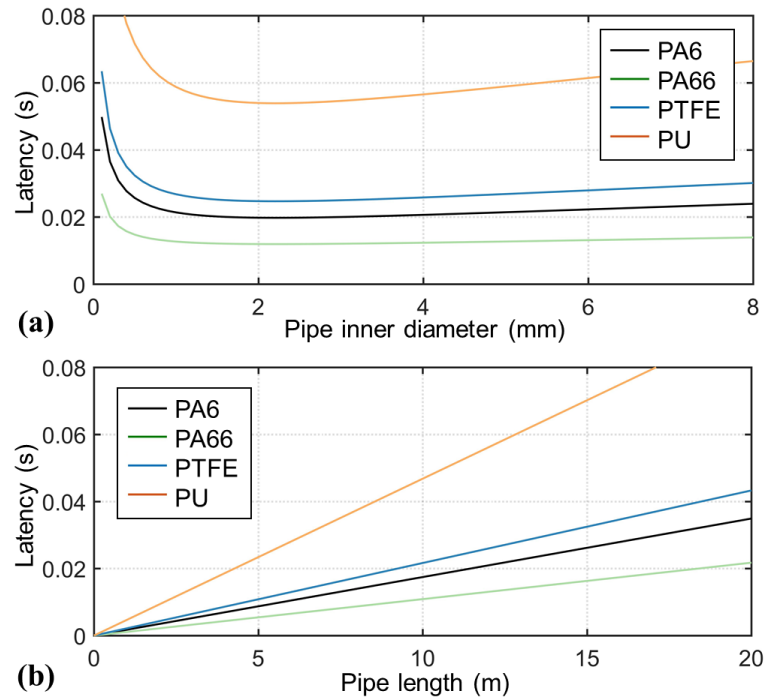 0.08
0.06
0.04
0.02
0
Latency (s)
PA6
PA66
PTFE
PU
0 2 4 6 8
Pipe inner diameter (mm)
(a)
0.08
0.06
0.04
0.02
0
Latency (s)
PA6
PA66
PTFE
PU
0 5 10 15 20
Pipe length (m)
(b)